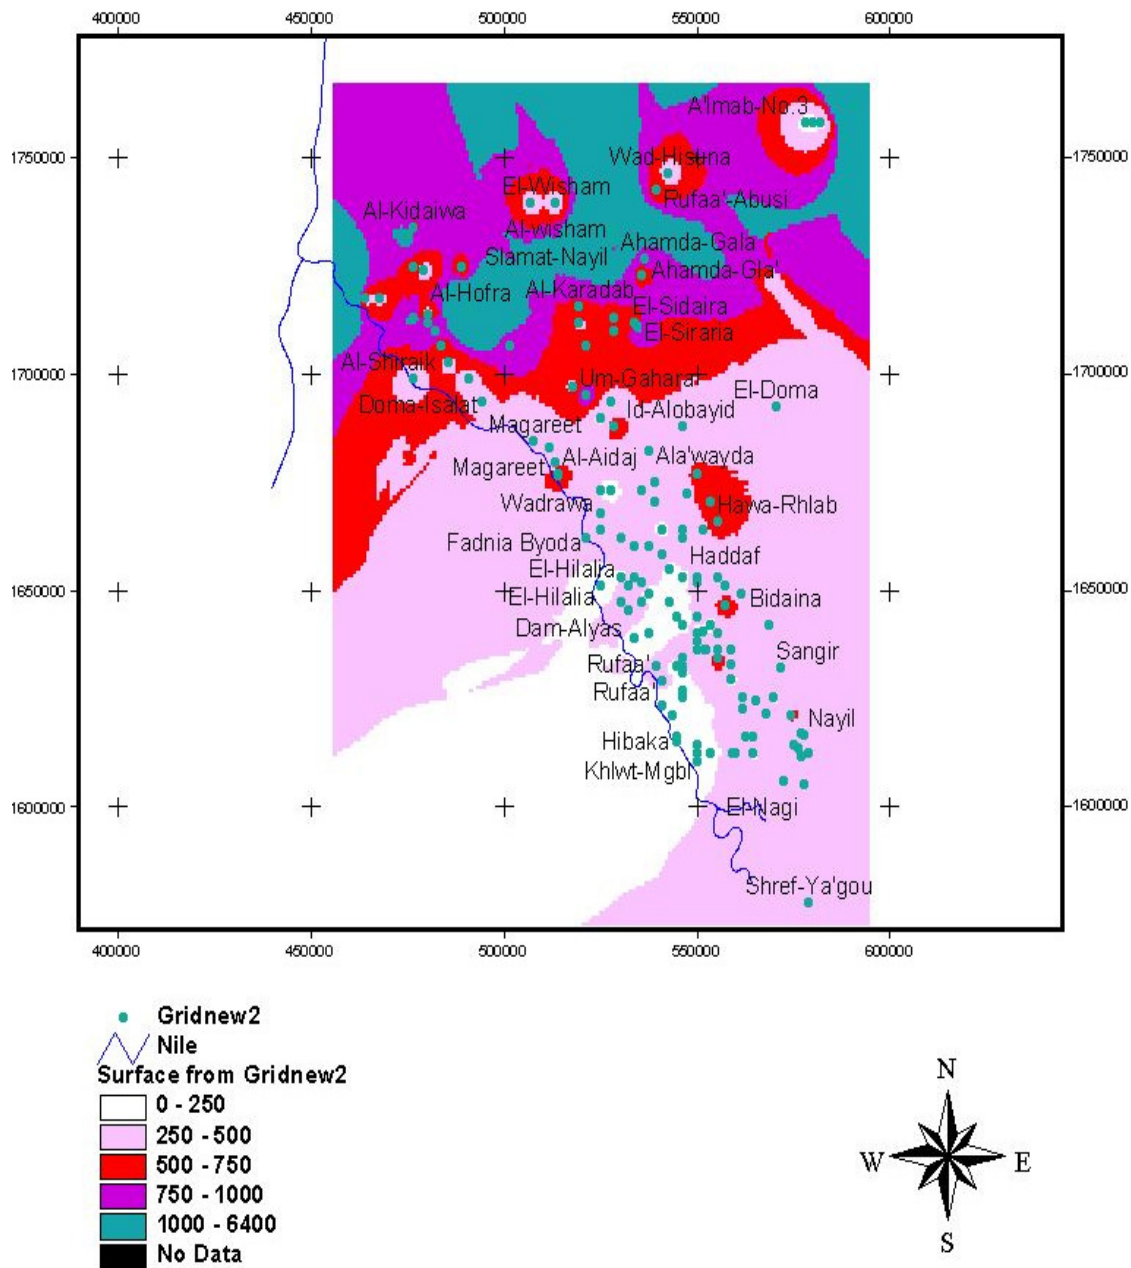 400000 450000 500000 550000 600000
A'lmab-No.3
1750000 1750000
Wad-Hisuna
El-Wisham
Rufaa'-Abusi
Al-Kidaiwa
Al-wisham
Ahamda-Gala
Slamat-Nayil
Ahamda-Gla'
Al-Hofra
Al-Karadab
El-Sidaira
El-Siraria
Al-Shiraik
1700000 1700000
Um-Gahara
El-Doma
Doma-Isalat
Id-Alobayid
Magareet
Al-Aidaj
Ala'wayda
Magareet
Wadrawa
Hawa-Rhlab
Fadnia Byoda
Haddaf
El-Hilalia
1650000 1650000
El-Hilalia
Bidaina
Dam-Alyas
Sangir
Rufaa'
Rufaa'
Nayil
Hibaka
Khlwt-Mgbl
1600000 1600000
El-Nagi
Shref-Ya'gou
400000 450000 500000 550000 600000
Gridnew2
Nile
Surface from Gridnew2
0 - 250
250 - 500
500 - 750
750 - 1000
1000 - 6400
No Data
N
W E
S